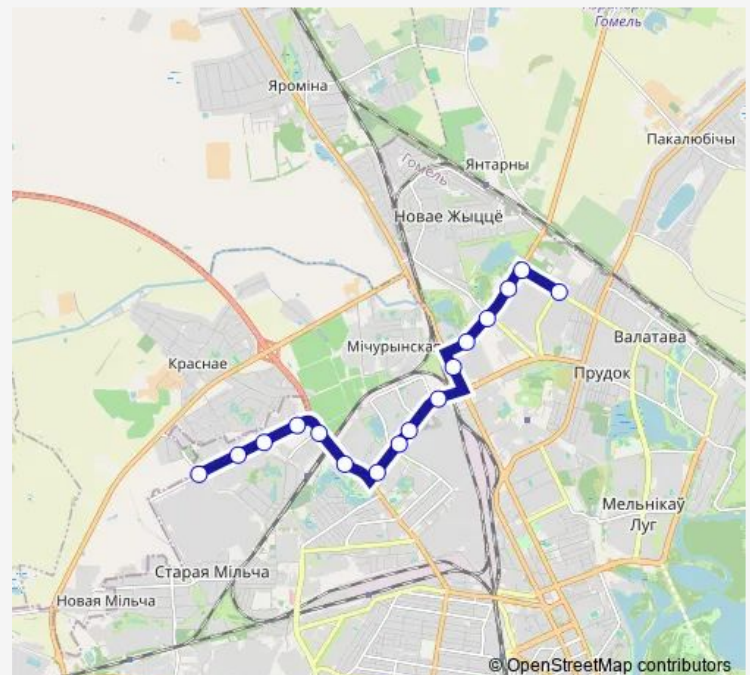 Гомель
Яроміна
Пакалюбічы
Янтарны
Гомель
Новае Жыццё
Валатава
Мічурынская
Краснае
Прудок
Мельнікаў
Луг
Старая Мільча
Новая Мільча
© OpenStreetMap contributors